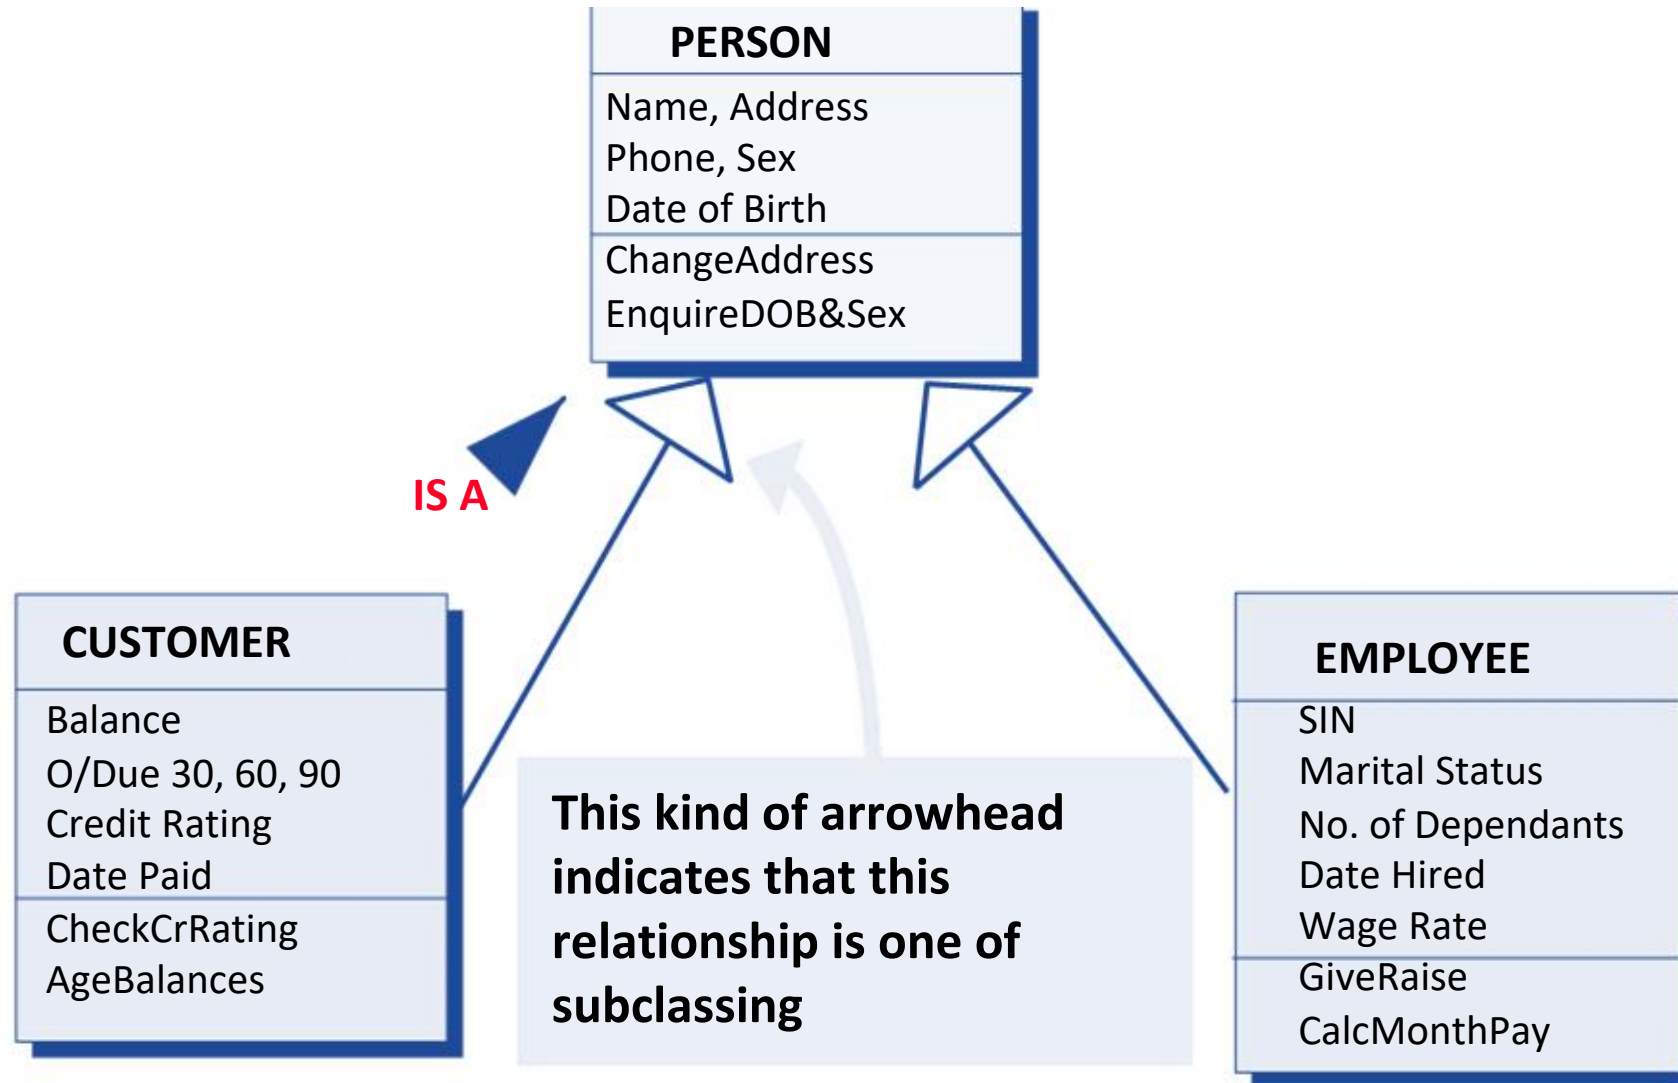 PERSON
Name, Address
Phone, Sex
Date of Birth
ChangeAddress
EnquireDOB&Sex
IS A
CUSTOMER
Balance
O/Due 30, 60, 90
Credit Rating
Date Paid
CheckCrRating
AgeBalances
This kind of arrowhead
indicates that this
relationship is one of
subclassing
EMPLOYEE
SIN
Marital Status
No. of Dependants
Date Hired
Wage Rate
GiveRaise
CalcMonthPay